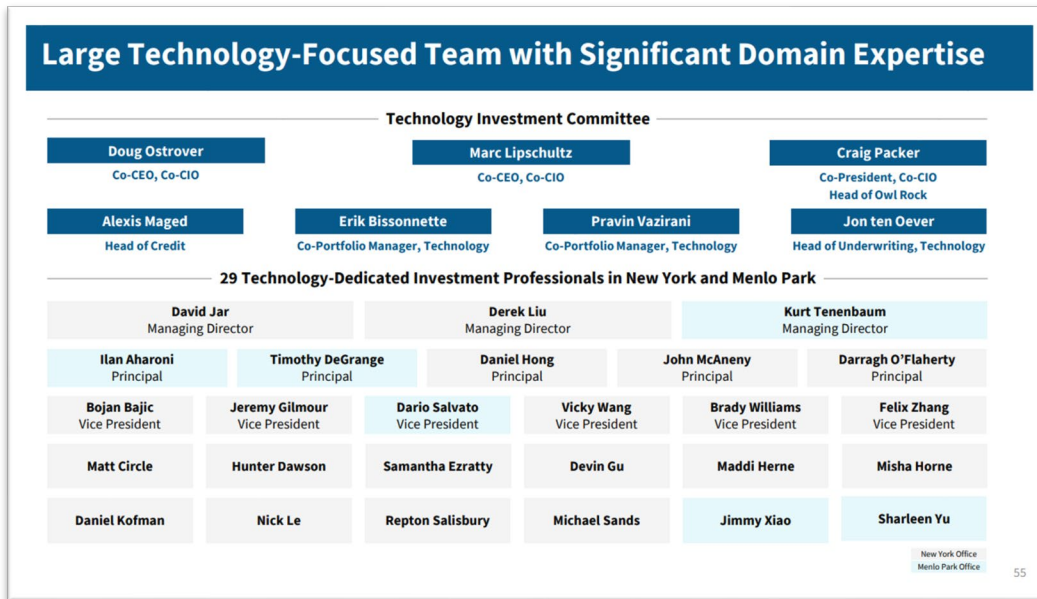 Large Technology-Focused Team with Significant Domain Expertise
Technology Investment Committee
Doug Ostrover
Co-CEO, Co-CIO
Marc Lipschultz
Co-CEO, Co-CIO
Craig Packer
Co-President, Co-CIO
Head of Owl Rock
Alexis Maged
Head of Credit
Erik Bissonnette
Co-Portfolio Manager, Technology
Pravin Vazirani
Co-Portfolio Manager, Technology
Jon ten Oever
Head of Underwriting, Technology
29 Technology-Dedicated Investment Professionals in New York and Menlo Park
David Jar
Managing Director
Derek Liu
Managing Director
Kurt Tenenbaum
Managing Director
Ilan Aharoni
Principal
Timothy DeGrange
Principal
Daniel Hong
Principal
John McAneny
Principal
Darragh O'Flaherty
Principal
Bojan Bajic
Vice President
Jeremy Gilmour
Vice President
Dario Salvato
Vice President
Vicky Wang
Vice President
Brady Williams
Vice President
Felix Zhang
Vice President
Matt Circle
Hunter Dawson
Samantha Ezratty
Devin Gu
Maddi Herne
Misha Horne
Daniel Kofman
Nick Le
Repton Salisbury
Michael Sands
Jimmy Xiao
Sharleen Yu
New York Office
Menlo Park Office
55